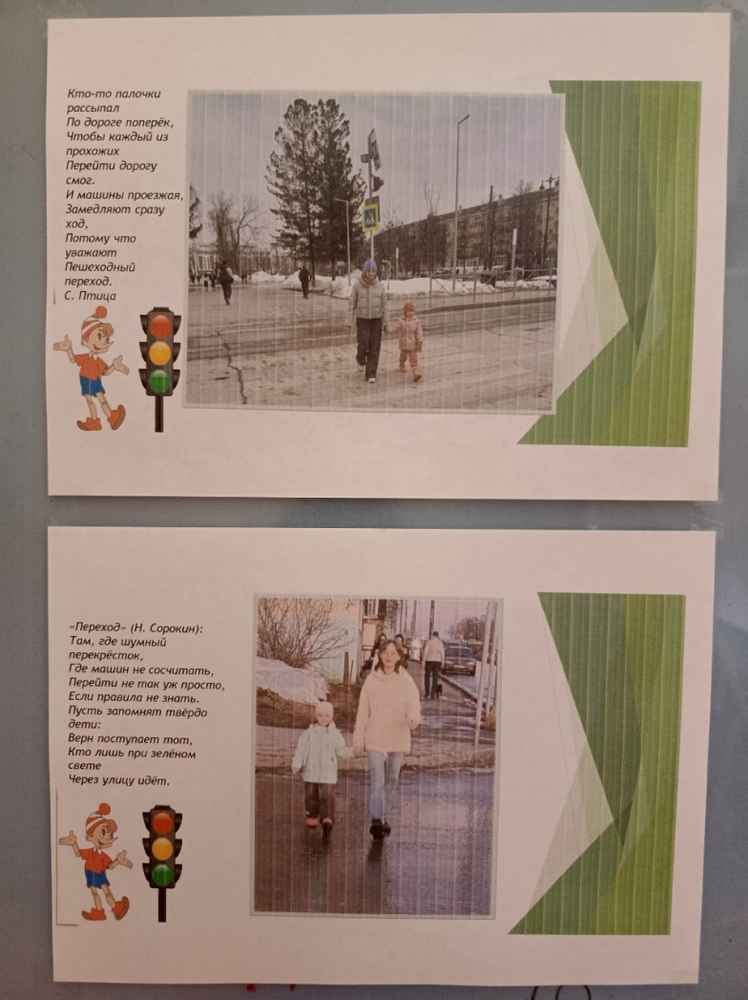 Кто-то палочки
рассыпал
По дороге поперёк,
Чтобы каждый из
прохожих
Перейти дорогу
смог.
И машины проезжая,
Замедляют сразу
ход,
Потому что
уважают
Пешеходный
переход.
С. Птица
«Переход» (Н. Сорокин):
Там, где шумный
перекрёсток,
Где машин не сосчитать,
Перейти не так уж просто,
Если правила не знать.
Пусть запомнят твёрдо
дети:
Верн поступает тот,
Кто лишь при зелёном
свете
Через улицу идёт.